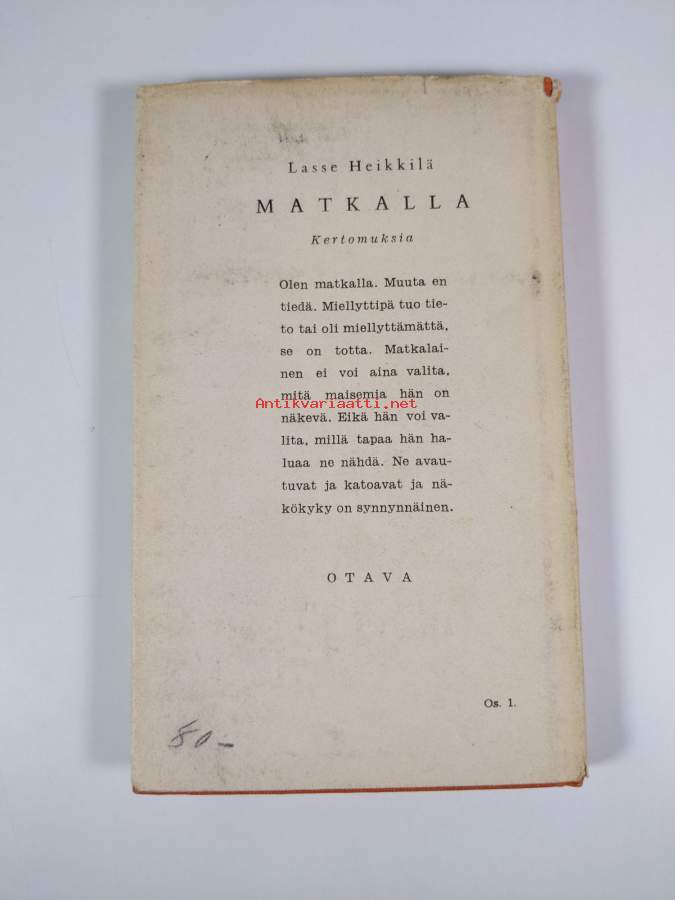 Lasse Heikkilä
MATKALLA
Kertomuksia
Olen matkalla. Muuta en
tiedä. Miellyttipä tuo tie-
to tai oli miellyttämättä,
se on totta. Matkalai-
nen ei voi aina valita,
mitä maisemia hän on
Antikvariaatti.net
näkevä. Eikä hän voi va-
lita, millä tapaa hän ha-
luaa ne nähdä. Ne avau-
tuvat ja katoavat ja nä-
kökyky on synnynnäinen.
OTAVA
Os. 1.
80-